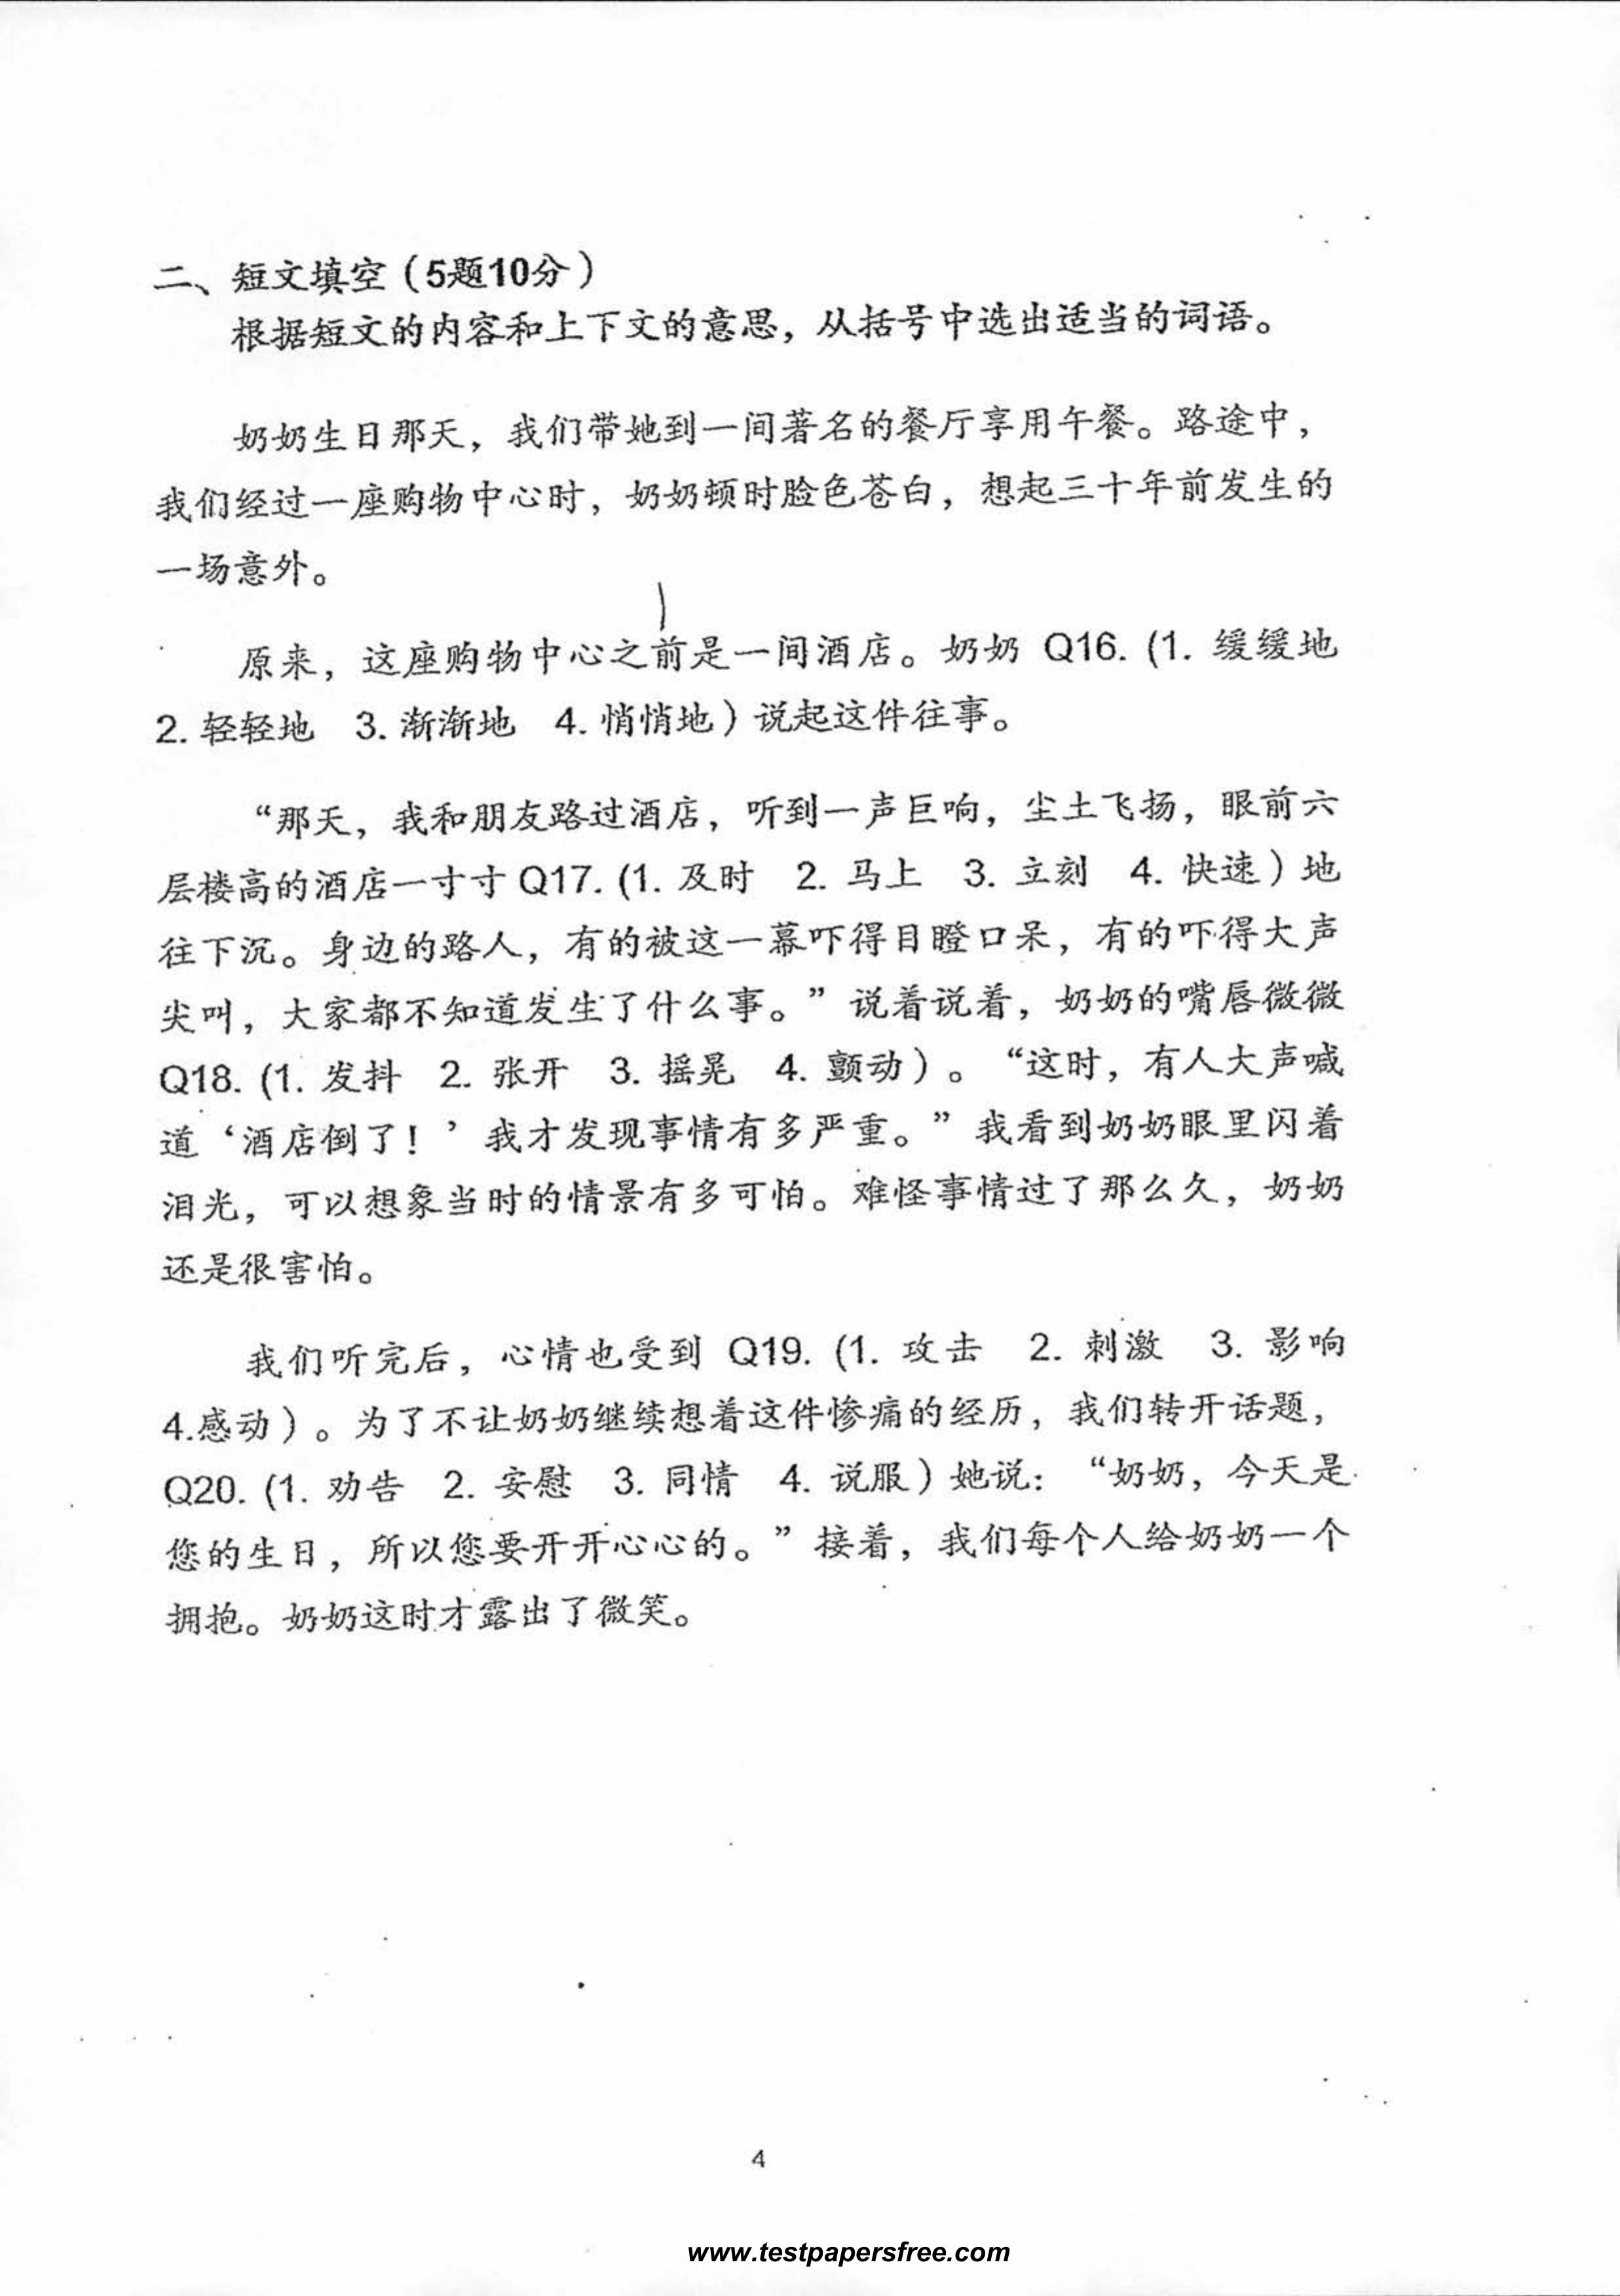 二、短文填空（5题10分）
根据短文的内容和上下文的意思，从括号中选出适当的词语。
奶奶生日那天，我们带她到一间著名的餐厅享用午餐。路途中，
我们经过一座购物中心时，奶奶顿时脸色苍白，想起三十年前发生的
一场意外。
原来，这座购物中心之前是一间酒店。奶奶 Q16. (1. 缓缓地
2. 轻轻地 3. 渐渐地 4. 悄悄地）说起这件往事。
“那天，我和朋友路过酒店，听到一声巨响，尘土飞扬，眼前六
层楼高的酒店一寸寸 Q17. (1. 及时 2. 马上 3. 立刻 4. 快速）地
往下沉。身边的路人，有的被这一幕吓得目瞪口呆，有的吓得大声
尖叫，大家都不知道发生了什么事。”说着说着，奶奶的嘴唇微微
Q18. (1. 发抖 2. 张开 3. 摇晃 4. 颤动）。“这时，有人大声喊
道‘酒店倒了！’我才发现事情有多严重。”我看到奶奶眼里闪着
泪光，可以想象当时的情景有多可怕。难怪事情过了那么久，奶奶
还是很害怕。
我们听完后，心情也受到 Q19. (1. 攻击 2. 刺激 3. 影响
4.感动）。为了不让奶奶继续想着这件惨痛的经历，我们转开话题，
Q20. (1. 劝告 2. 安慰 3. 同情 4. 说服）她说：“奶奶，今天是
您的生日，所以您要开开心心的。”接着，我们每个人给奶奶一个
拥抱。奶奶这时才露出了微笑。
4
www.testpapersfree.com